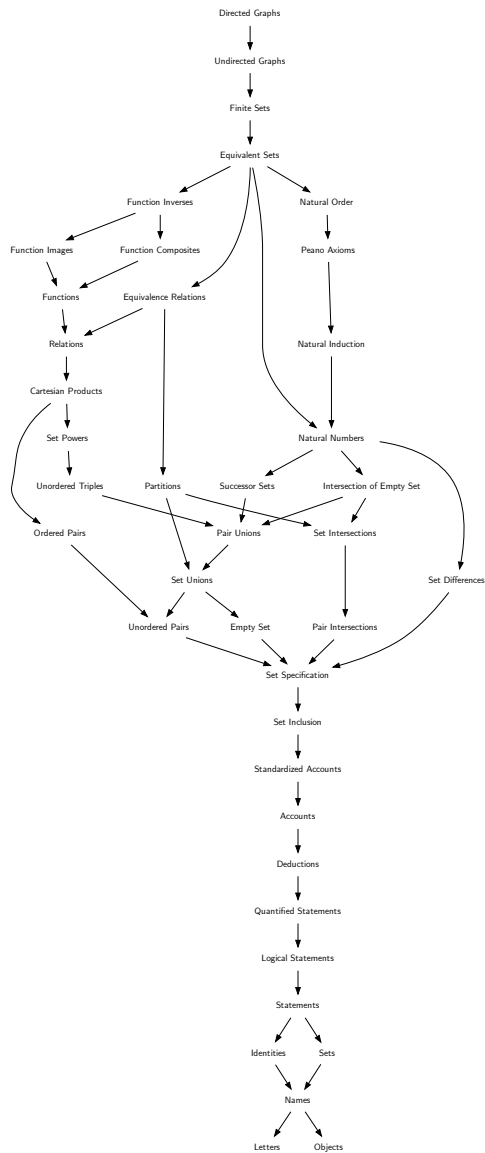 Directed Graphs
Undirected Graphs
Finite Sets
Equivalent Sets
Function Inverses
Natural Order
Function Images
Function Composites
Peano Axioms
Functions
Equivalence Relations
Relations
Natural Induction
Cartesian Products
Set Powers
Natural Numbers
Unordered Triples
Partitions
Successor Sets
Intersection of Empty Set
Ordered Pairs
Pair Unions
Set Intersections
Set Unions
Set Differences
Unordered Pairs
Empty Set
Pair Intersections
Set Specification
Set Inclusion
Standardized Accounts
Accounts
Deductions
Quantified Statements
Logical Statements
Statements
Identities
Sets
Names
Letters
Objects